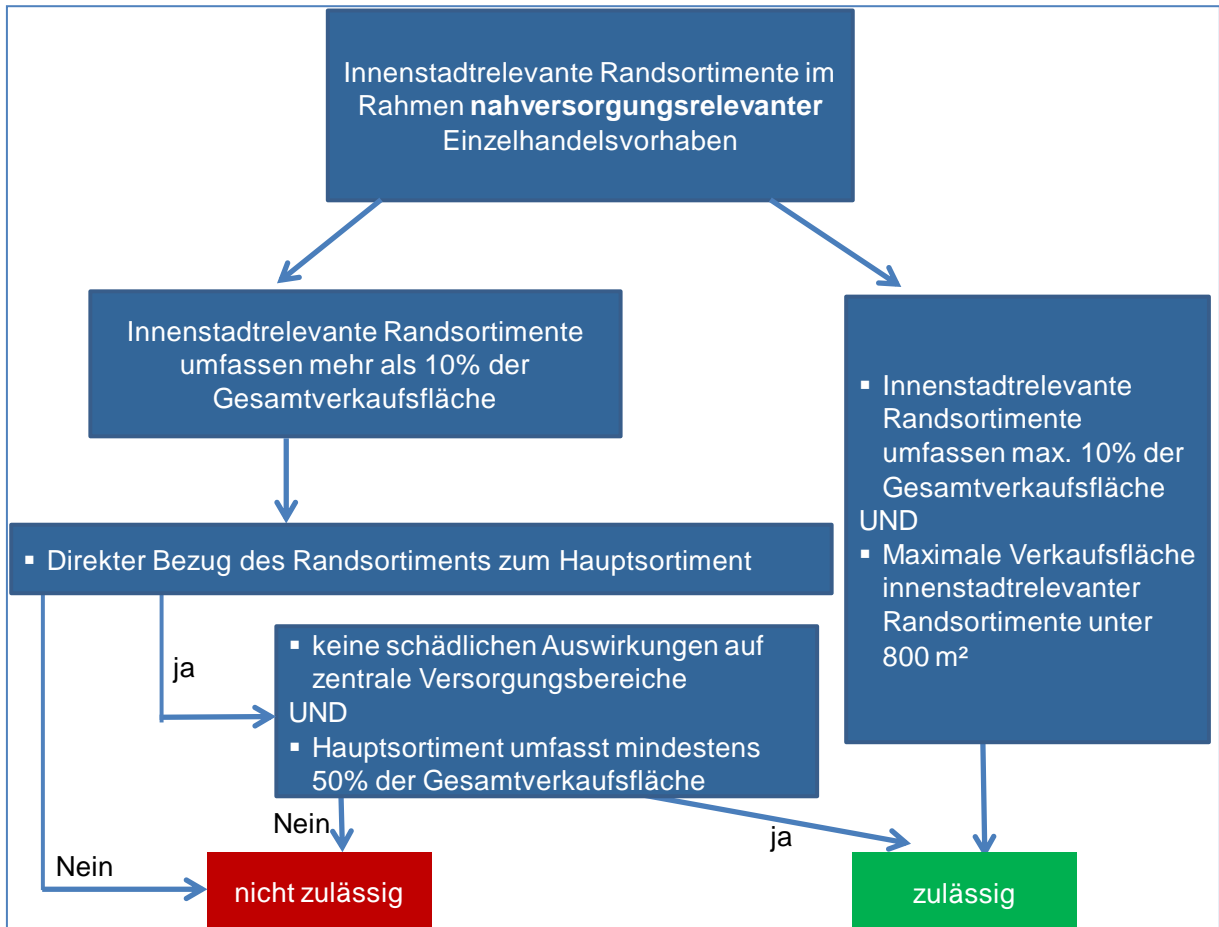 Innenstadtrelevante Randsortimente im
Rahmen nahversorgungsrelevanter
Einzelhandelsvorhaben
Innenstadtrelevante Randsortimente
umfassen mehr als 10% der
Gesamtverkaufsfläche
▪ Innenstadtrelevante
Randsortimente
umfassen max. 10% der
Gesamtverkaufsfläche
UND
▪ Maximale Verkaufsfläche
innenstadtrelevanter
Randsortimente unter
800 m²
▪ Direkter Bezug des Randsortiments zum Hauptsortiment
ja
▪ keine schädlichen Auswirkungen auf
zentrale Versorgungsbereiche
UND
▪ Hauptsortiment umfasst mindestens
50% der Gesamtverkaufsfläche
Nein
ja
Nein
nicht zulässig
zulässig